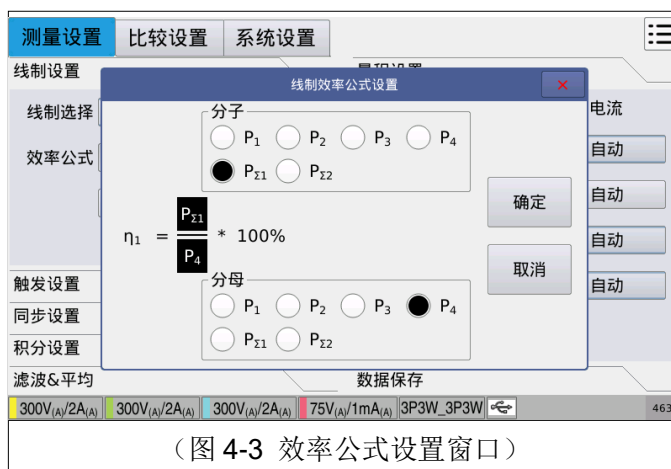 测量设置 比较设置 系统设置
线制设置
线制效率公式设置
线制选择
分子
电流
P1 P2 P3 P4
效率公式
自动
PΣ1 PΣ2
确定
自动
η1 = PΣ1 / P4 * 100%
自动
取消
触发设置
分母
自动
P1 P2 P3 P4
同步设置
PΣ1 PΣ2
积分设置
滤波&平均 数据保存
300V(A)/2A(A) 300V(A)/2A(A) 300V(A)/2A(A) 75V(A)/1mA(A) 3P3W_3P3W 463
（图 4-3 效率公式设置窗口）